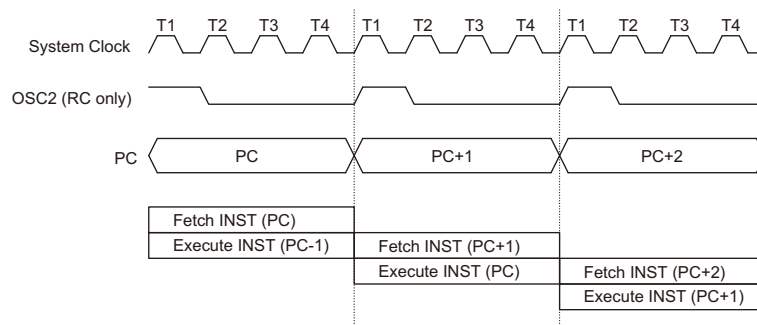 T1 T2 T3 T4 T1 T2 T3 T4 T1 T2 T3 T4
System Clock
OSC2 (RC only)
PC PC PC+1 PC+2
Fetch INST (PC)
Execute INST (PC-1) Fetch INST (PC+1)
Execute INST (PC) Fetch INST (PC+2)
Execute INST (PC+1)